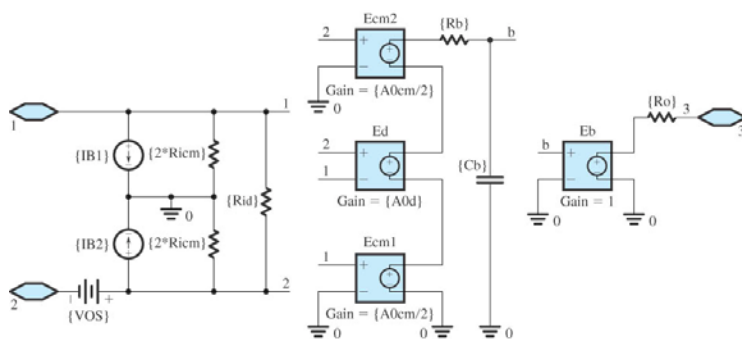 Ecm2
2
+
−
+
−
{Rb}
b
Gain = {A0cm/2}
0
1
1
{IB1}
{2*Ricm}
0
{Rid}
{IB2}
{2*Ricm}
2
{VOS}
− +
2
Ed
2
+
1
−
+
−
Gain = {A0d}
Ecm1
1
+
−
+
−
Gain = {A0cm/2}
0
0
{Cb}
0
Eb
b
+
−
+
−
Gain = 1
0
0
{Ro}
3
3